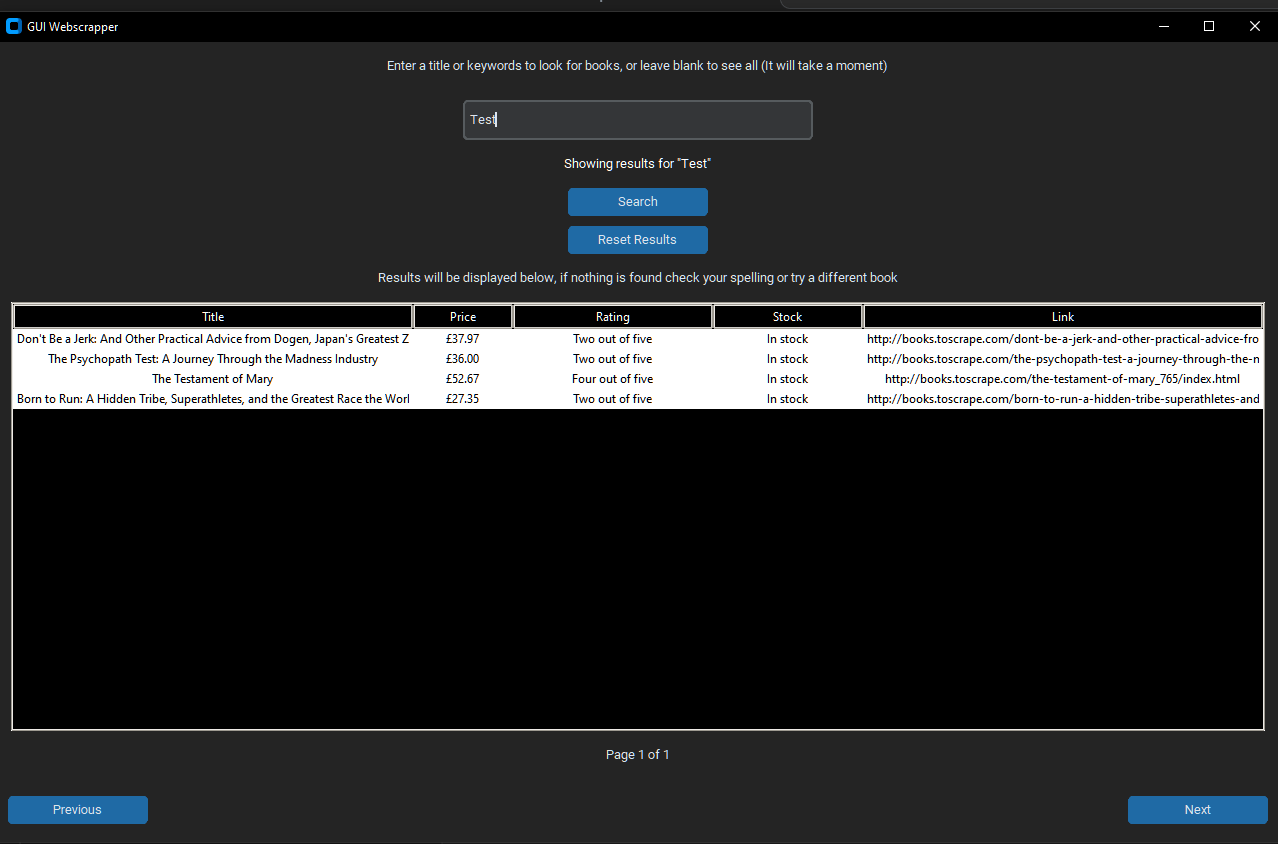 GUI Webscrapper
Enter a title or keywords to look for books, or leave blank to see all (It will take a moment)
Test
Showing results for "Test"
Search
Reset Results
Results will be displayed below, if nothing is found check your spelling or try a different book
Title Price Rating Stock Link
Don't Be a Jerk: And Other Practical Advice from Dogen, Japan's Greatest Z £37.97 Two out of five In stock http://books.toscrape.com/dont-be-a-jerk-and-other-practical-advice-fro
The Psychopath Test: A Journey Through the Madness Industry £36.00 Two out of five In stock http://books.toscrape.com/the-psychopath-test-a-journey-through-the-n
The Testament of Mary £52.67 Four out of five In stock http://books.toscrape.com/the-testament-of-mary_765/index.html
Born to Run: A Hidden Tribe, Superathletes, and the Greatest Race the Worl £27.35 Two out of five In stock http://books.toscrape.com/born-to-run-a-hidden-tribe-superathletes-and
Page 1 of 1
Previous Next